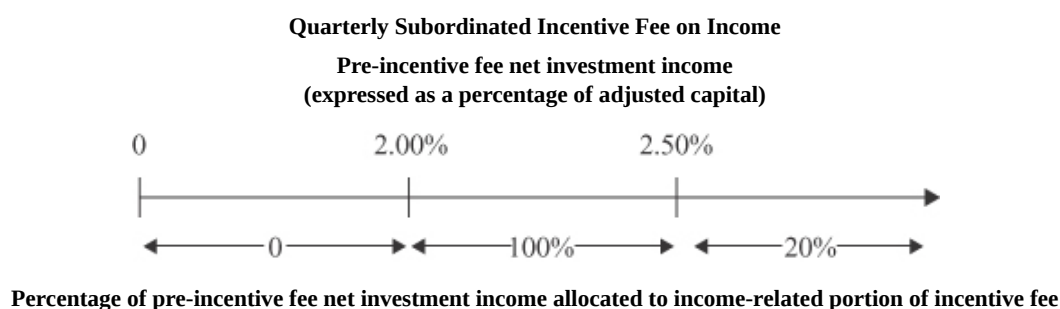 Quarterly Subordinated Incentive Fee on Income
Pre-incentive fee net investment income
(expressed as a percentage of adjusted capital)
0 2.00% 2.50%
0 100% 20%
Percentage of pre-incentive fee net investment income allocated to income-related portion of incentive fee